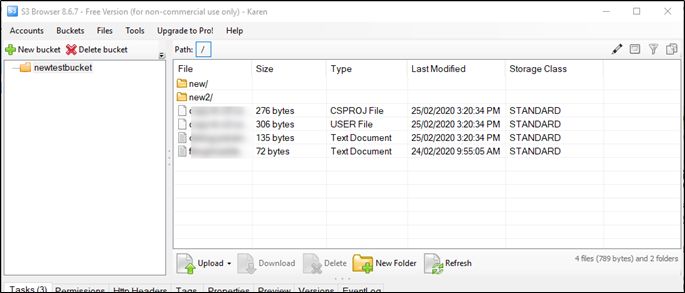 S3 S3 Browser 8.6.7 - Free Version (for non-commercial use only) - Karen
Accounts Buckets Files Tools Upgrade to Pro! Help
New bucket Delete bucket Path: /
newtestbucket
File Size Type Last Modified Storage Class
new/
new2/
276 bytes CSPROJ File 25/02/2020 3:20:34 PM STANDARD
306 bytes USER File 25/02/2020 3:20:34 PM STANDARD
135 bytes Text Document 25/02/2020 3:20:34 PM STANDARD
72 bytes Text Document 24/02/2020 9:55:05 AM STANDARD
Upload Download Delete New Folder Refresh 4 files (789 bytes) and 2 folders
Tasks (3) Permissions Http Headers Tags Properties Preview Versions EventLog